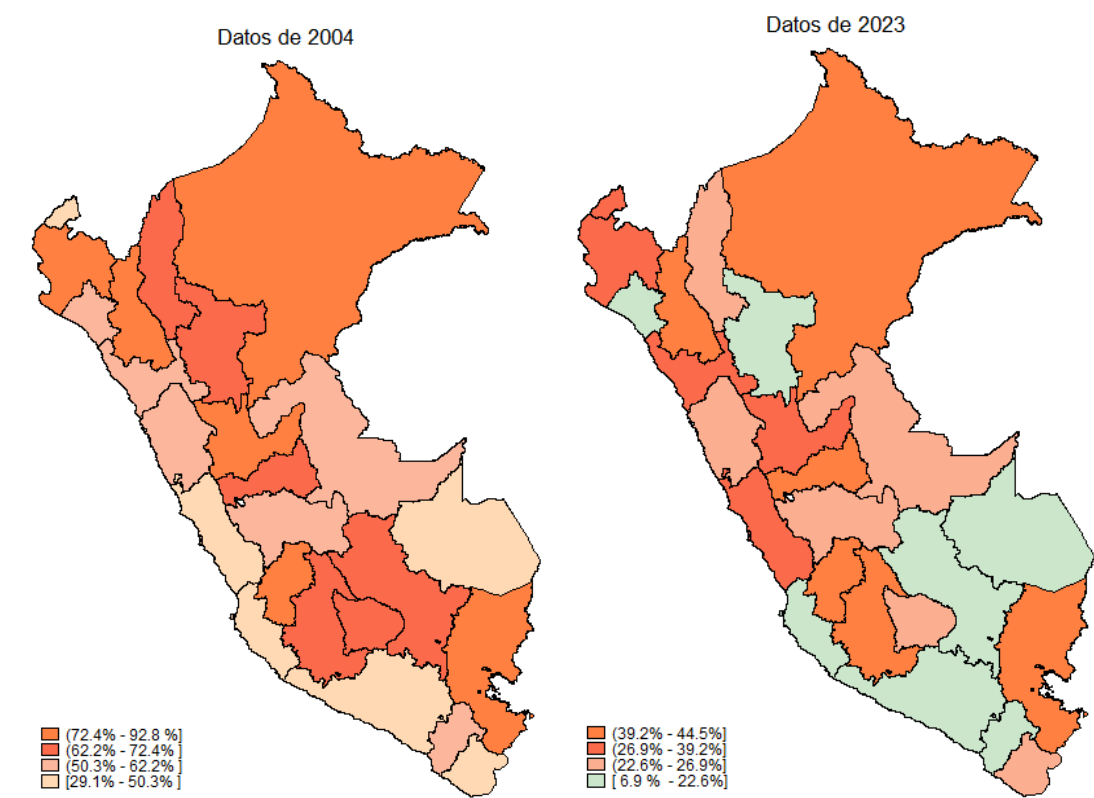 Datos de 2004
(72.4% - 92.8 %]
(62.2% - 72.4% ]
(50.3% - 62.2% ]
[29.1% - 50.3% ]
Datos de 2023
(39.2% - 44.5%]
(26.9% - 39.2%]
(22.6% - 26.9%]
[ 6.9 % - 22.6%]